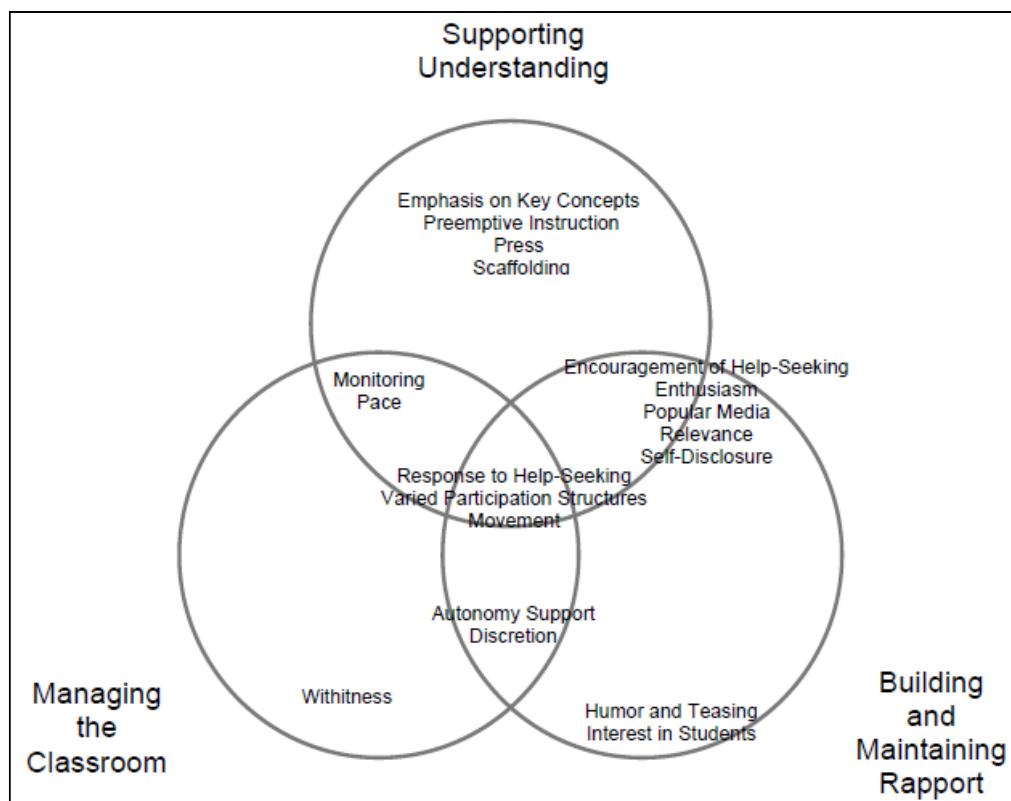 Supporting
Understanding
Emphasis on Key Concepts
Preemptive Instruction
Press
Scaffolding
Monitoring
Pace
Encouragement of Help-Seeking
Enthusiasm
Popular Media
Relevance
Self-Disclosure
Response to Help-Seeking
Varied Participation Structures
Movement
Autonomy Support
Discretion
Withitness
Humor and Teasing
Interest in Students
Managing
the
Classroom
Building
and
Maintaining
Rapport